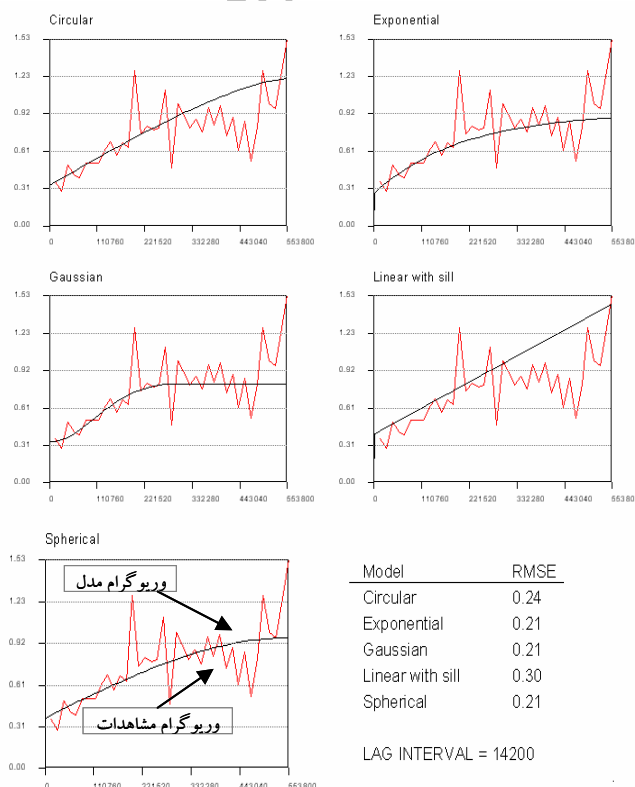 Circular
1.53
1.23
0.92
0.61
0.31
0.00
0 110760 221520 332280 443040 553800
Exponential
1.53
1.23
0.92
0.61
0.31
0.00
0 110760 221520 332280 443040 553800
Gaussian
1.53
1.23
0.92
0.61
0.31
0.00
0 110760 221520 332280 443040 553800
Linear with sill
1.53
1.23
0.92
0.61
0.31
0.00
0 110760 221520 332280 443040 553800
Spherical
1.53
1.23
0.92
0.61
0.31
0.00
وریوگرام مدل
وریوگرام مشاهدات
0 110760 221520 332280 443040 553800
Model RMSE
Circular 0.24
Exponential 0.21
Gaussian 0.21
Linear with sill 0.30
Spherical 0.21
LAG INTERVAL = 14200